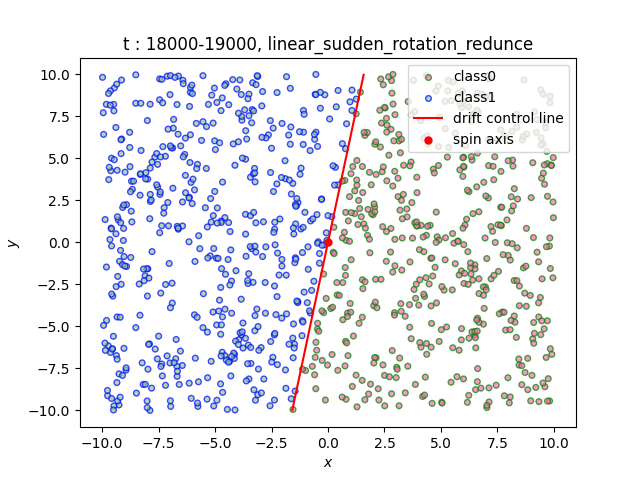 t : 18000-19000, linear_sudden_rotation_redunce
class0
class1
drift control line
spin axis
10.0
7.5
5.0
2.5
0.0
−2.5
−5.0
−7.5
−10.0
y
−10.0 −7.5 −5.0 −2.5 0.0 2.5 5.0 7.5 10.0
x